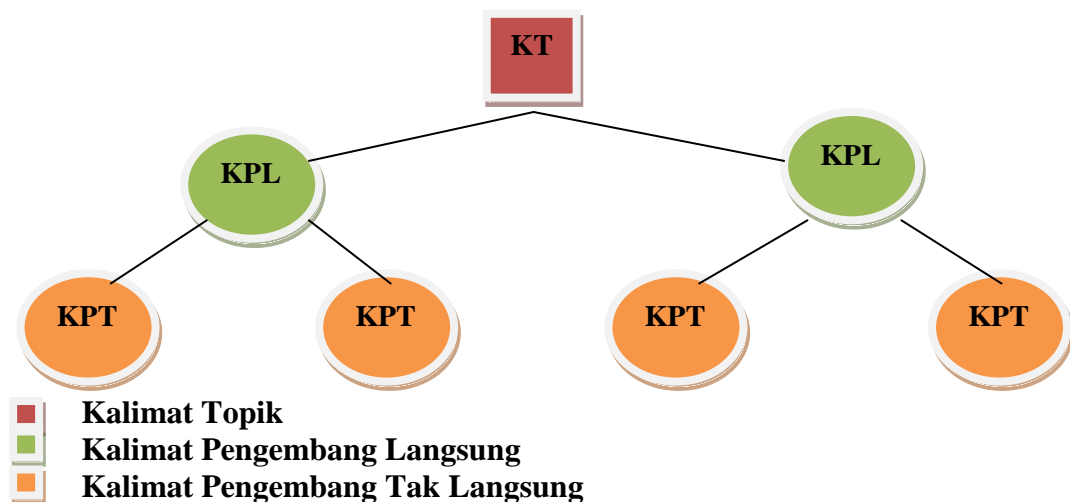 KT
KPL
KPL
KPT
KPT
KPT
KPT
Kalimat Topik
Kalimat Pengembang Langsung
Kalimat Pengembang Tak Langsung